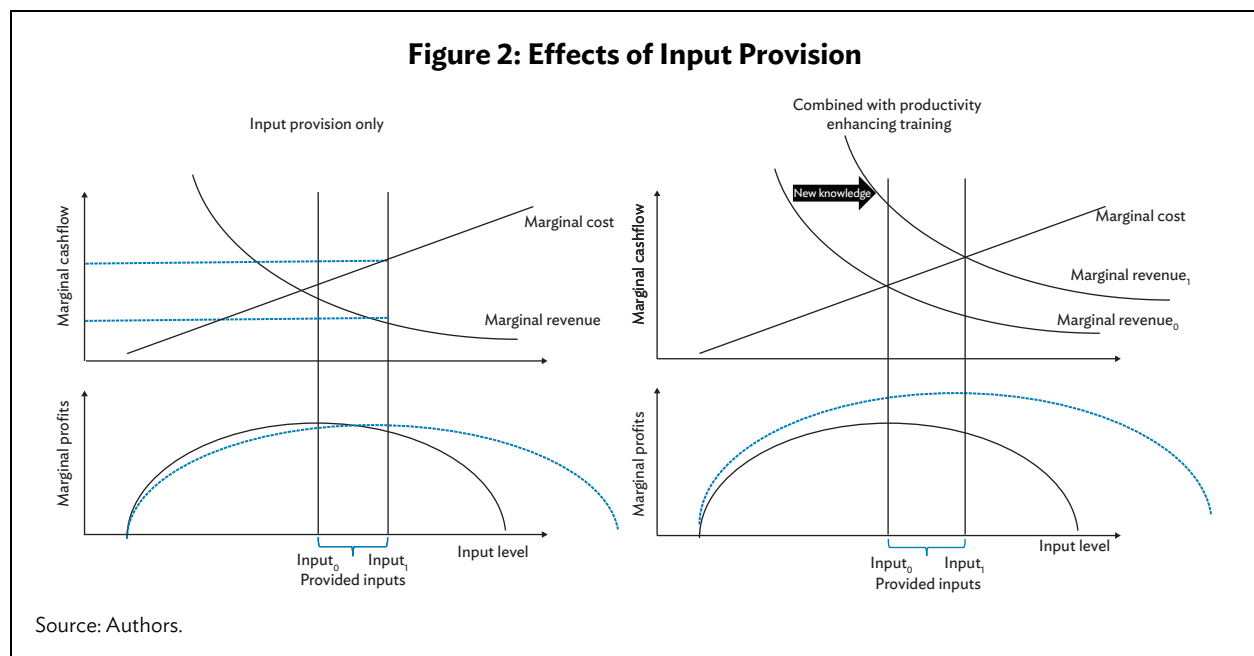 Figure 2: Effects of Input Provision
Input provision only
Marginal cashflow
Marginal cost
Marginal revenue
Marginal profits
Input level
Input₀
Input₁
Provided inputs
Combined with productivity
enhancing training
New knowledge
Marginal cashflow
Marginal cost
Marginal revenue₁
Marginal revenue₀
Marginal profits
Input level
Input₀
Input₁
Provided inputs
Source: Authors.